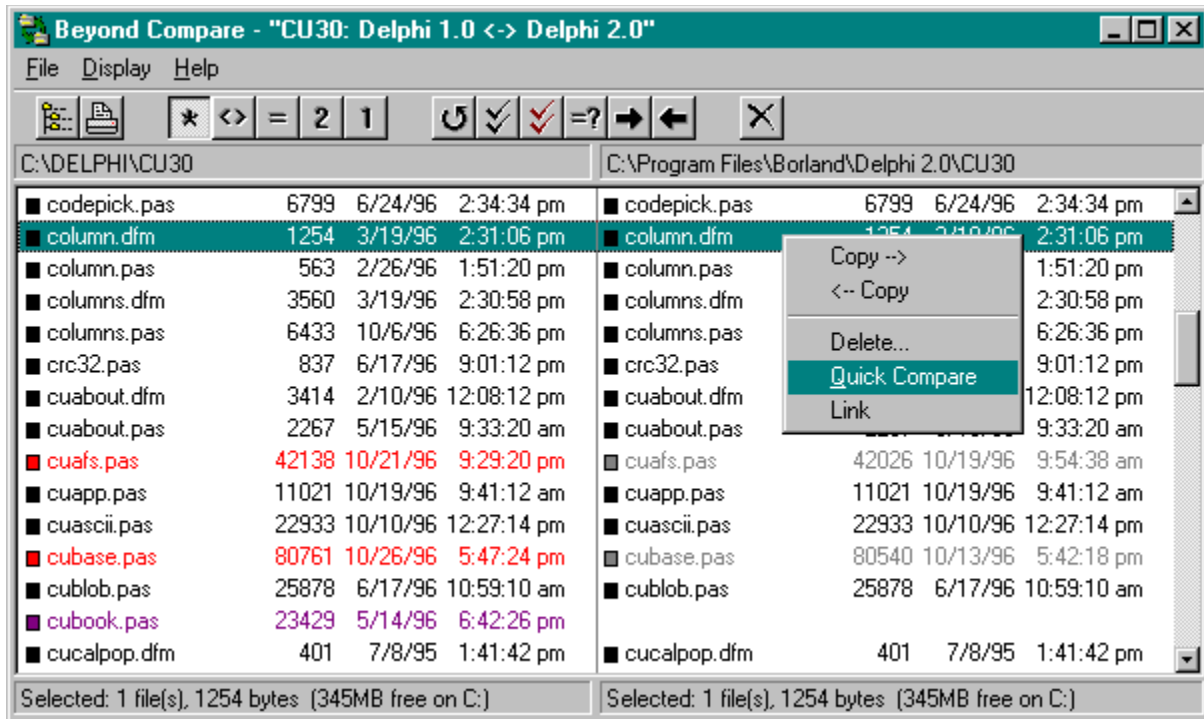 Beyond Compare - "CU30: Delphi 1.0 <-> Delphi 2.0"
File Display Help
* <> = 2 1 =?
C:\DELPHI\CU30 C:\Program Files\Borland\Delphi 2.0\CU30
codepick.pas 6799 6/24/96 2:34:34 pm codepick.pas 6799 6/24/96 2:34:34 pm
column.dfm 1254 3/19/96 2:31:06 pm column.dfm 1254 3/19/96 2:31:06 pm
column.pas 563 2/26/96 1:51:20 pm column.pas 1:51:20 pm
columns.dfm 3560 3/19/96 2:30:58 pm columns.dfm 2:30:58 pm
columns.pas 6433 10/6/96 6:26:36 pm columns.pas 6:26:36 pm
crc32.pas 837 6/17/96 9:01:12 pm crc32.pas 9:01:12 pm
cuabout.dfm 3414 2/10/96 12:08:12 pm cuabout.dfm 12:08:12 pm
cuabout.pas 2267 5/15/96 9:33:20 am cuabout.pas 9:33:20 am
cuafs.pas 42138 10/21/96 9:29:20 pm cuafs.pas 42026 10/19/96 9:54:38 am
cuapp.pas 11021 10/19/96 9:41:12 am cuapp.pas 11021 10/19/96 9:41:12 am
cuascii.pas 22933 10/10/96 12:27:14 pm cuascii.pas 22933 10/10/96 12:27:14 pm
cubase.pas 80761 10/26/96 5:47:24 pm cubase.pas 80540 10/13/96 5:42:18 pm
cublob.pas 25878 6/17/96 10:59:10 am cublob.pas 25878 6/17/96 10:59:10 am
cubook.pas 23429 5/14/96 6:42:26 pm
cucalpop.dfm 401 7/8/95 1:41:42 pm cucalpop.dfm 401 7/8/95 1:41:42 pm
Copy -->
<-- Copy
Delete...
Quick Compare
Link
Selected: 1 file(s), 1254 bytes (345MB free on C:) Selected: 1 file(s), 1254 bytes (345MB free on C:)